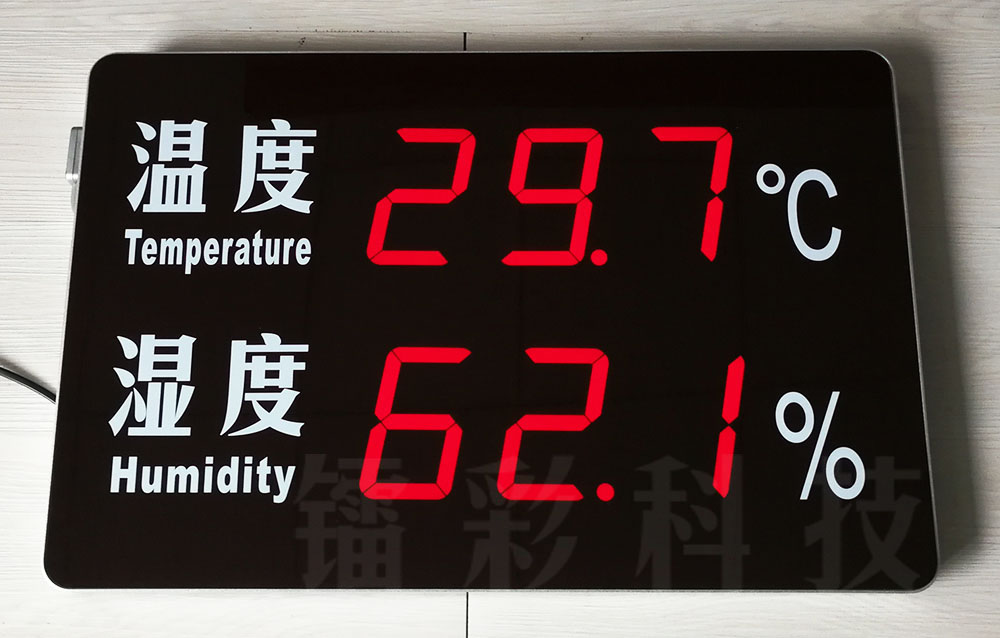 温度 29.7 ℃
Temperature
湿度 62.1 %
Humidity
镭彩科技